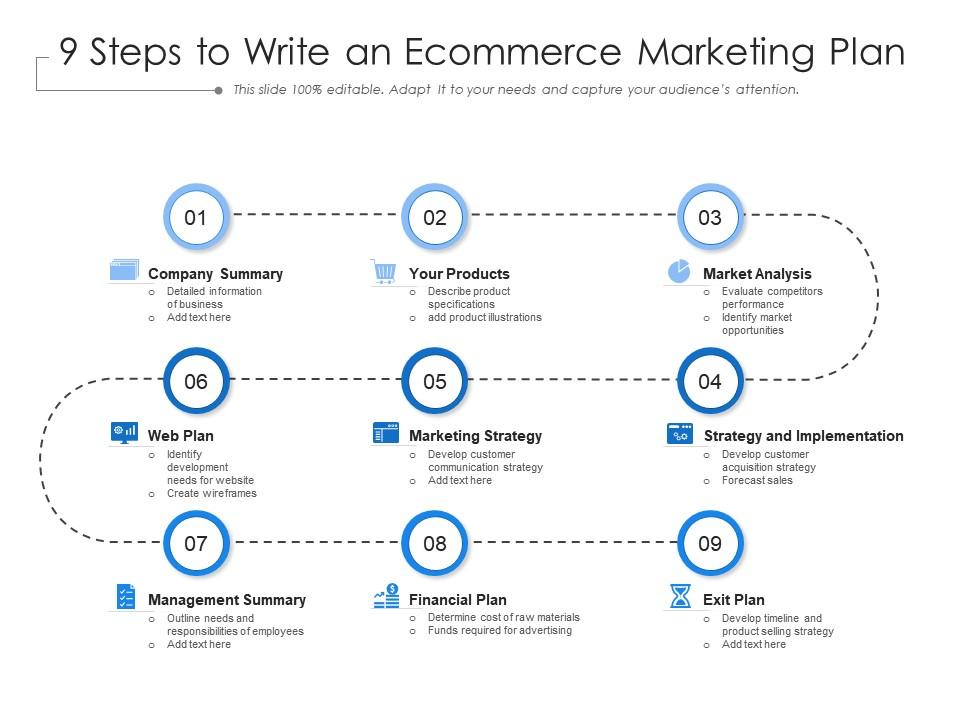 9 Steps to Write an Ecommerce Marketing Plan
This slide 100% editable. Adapt It to your needs and capture your audience's attention.
01
Company Summary
Detailed information
of business
Add text here
02
Your Products
Describe product
specifications
add product illustrations
03
Market Analysis
Evaluate competitors
performance
Identify market
opportunities
04
Strategy and Implementation
Develop customer
acquisition strategy
Forecast sales
05
Marketing Strategy
Develop customer
communication strategy
Add text here
06
Web Plan
Identify
development
needs for website
Create wireframes
07
Management Summary
Outline needs and
responsibilities of employees
Add text here
08
Financial Plan
Determine cost of raw materials
Funds required for advertising
09
Exit Plan
Develop timeline and
product selling strategy
Add text here